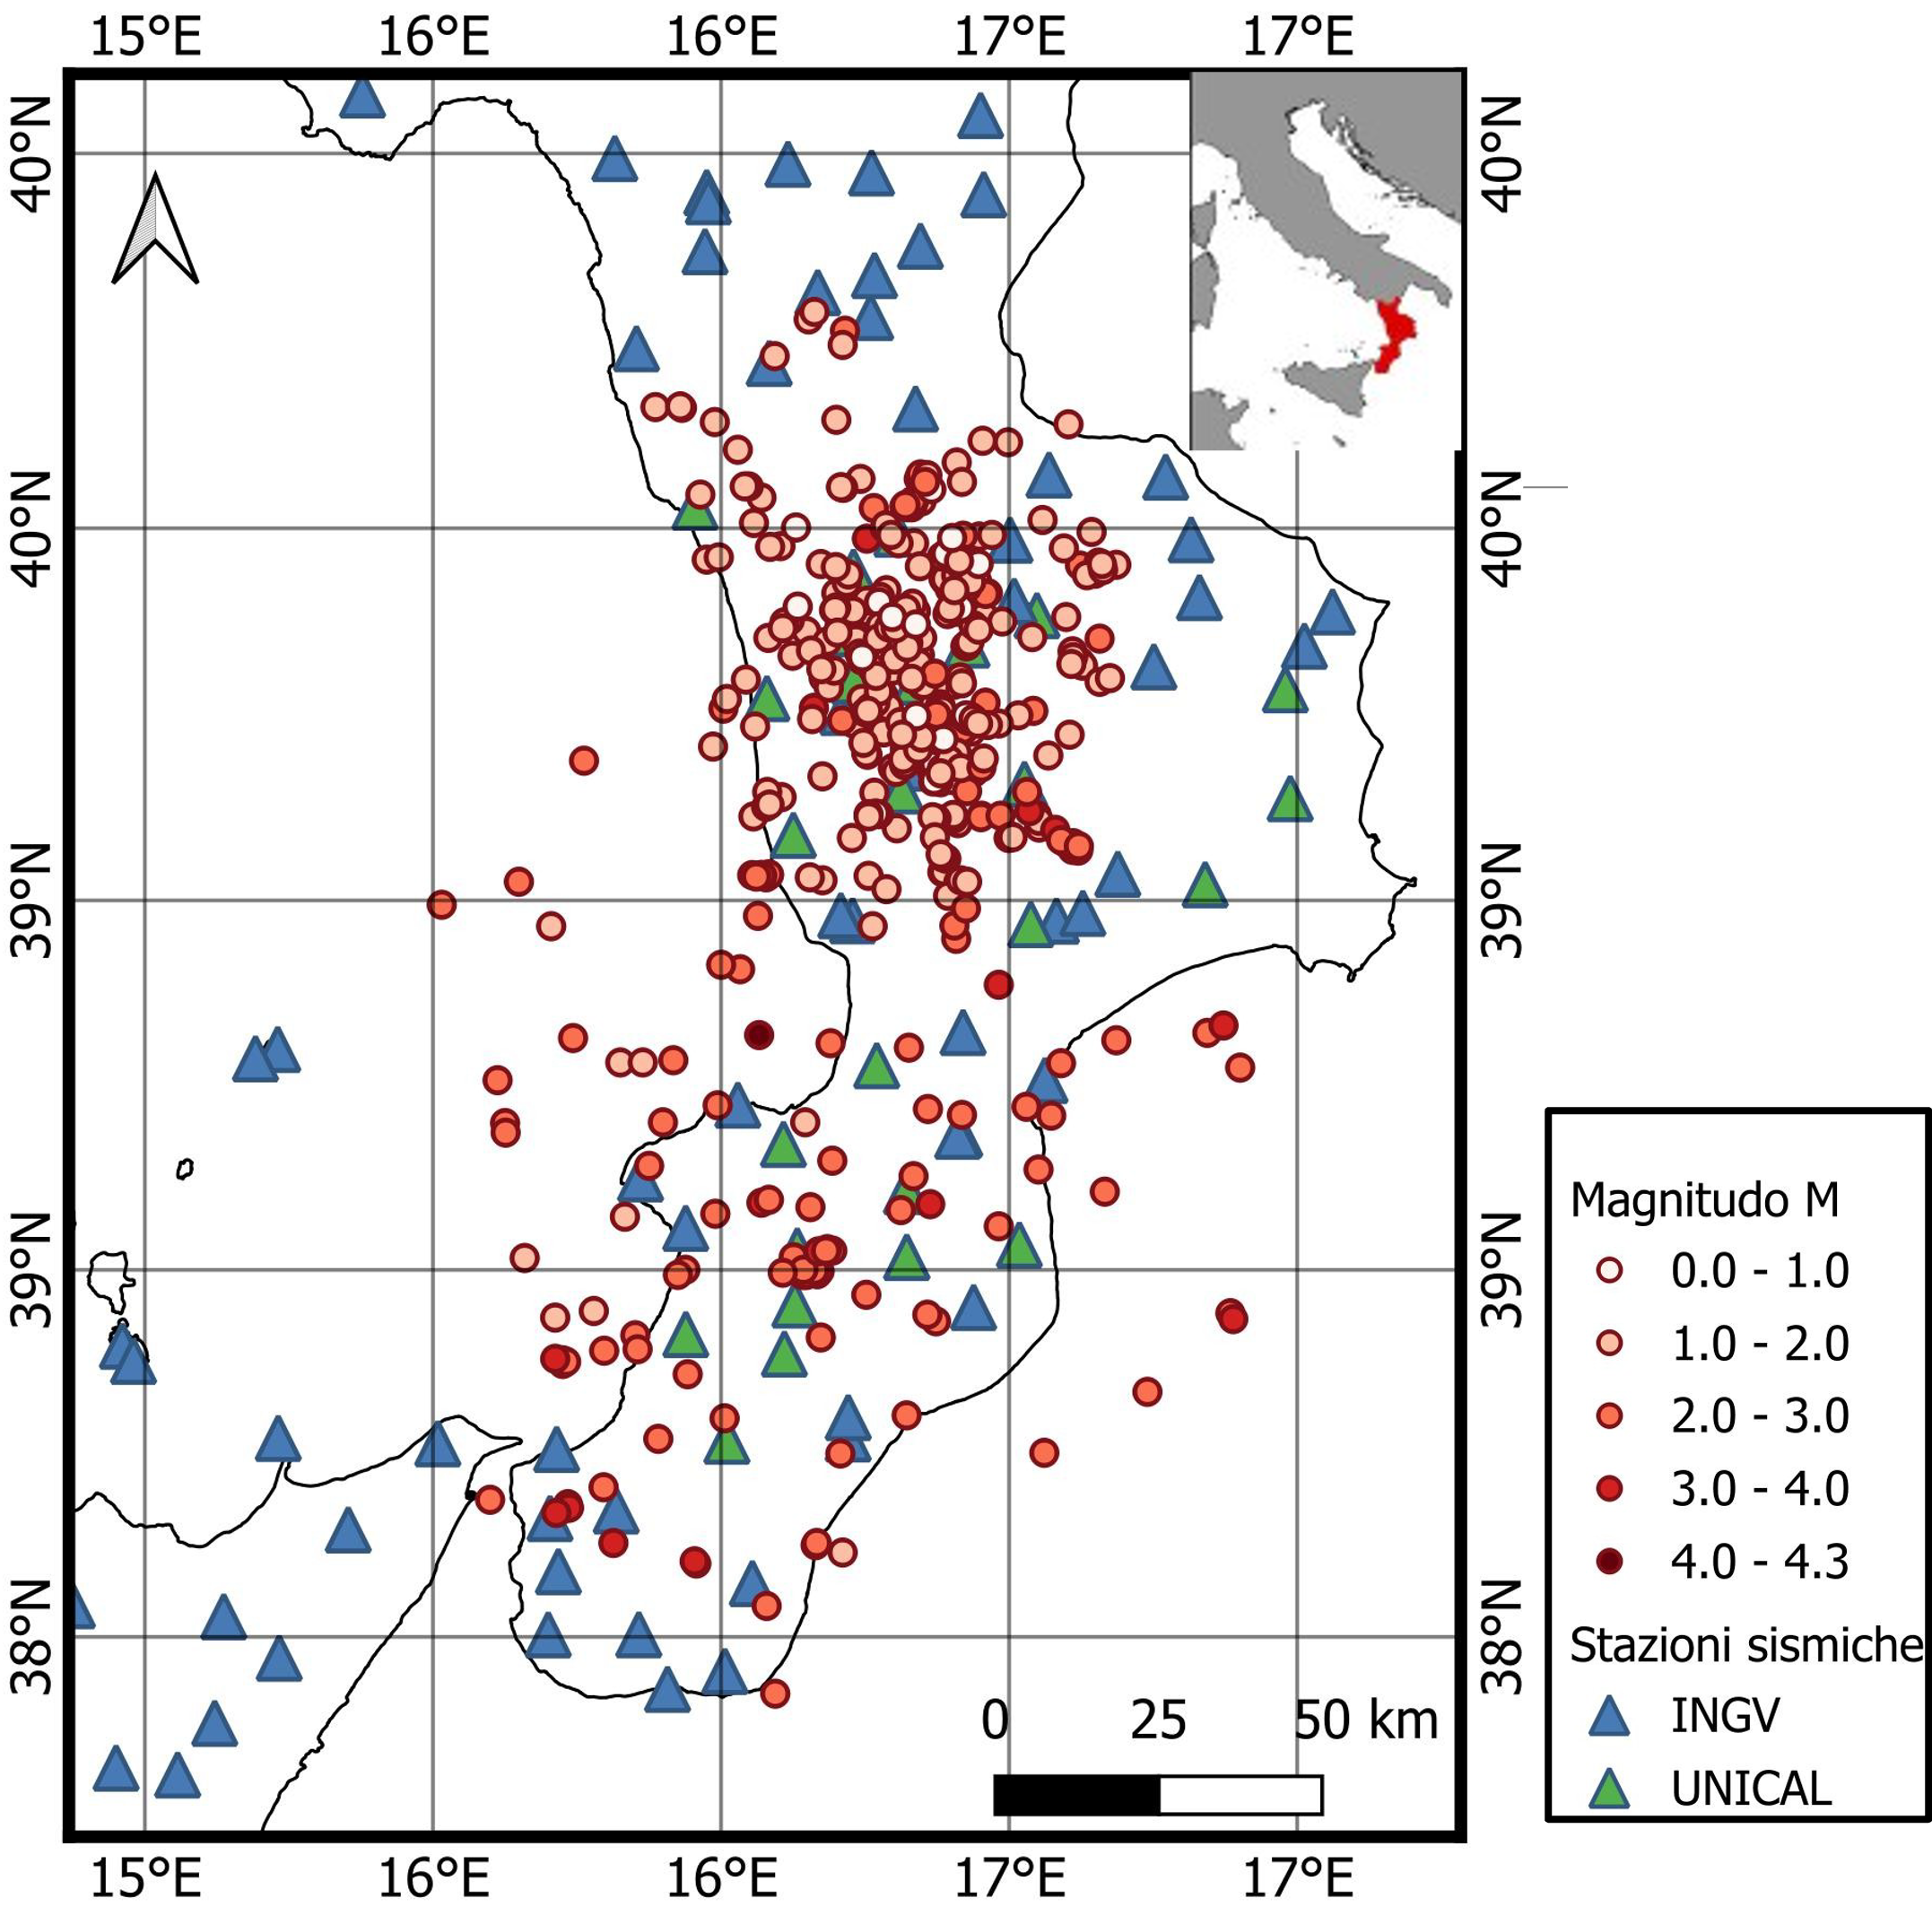 15°E 16°E 16°E 17°E 17°E
40°N 40°N
40°N 40°N
39°N 39°N
39°N 39°N
38°N 38°N
0 25 50 km
15°E 16°E 16°E 17°E 17°E
Magnitudo M
0.0 - 1.0
1.0 - 2.0
2.0 - 3.0
3.0 - 4.0
4.0 - 4.3
Stazioni sismiche
INGV
UNICAL